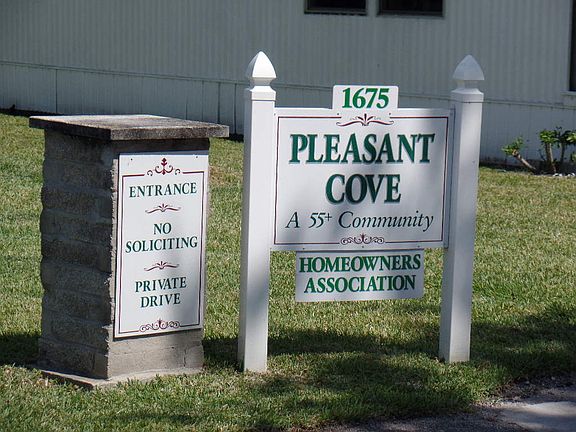 ENTRANCE
NO
SOLICITING
PRIVATE
DRIVE
1675
PLEASANT
COVE
A 55+ Community
HOMEOWNERS
ASSOCIATION